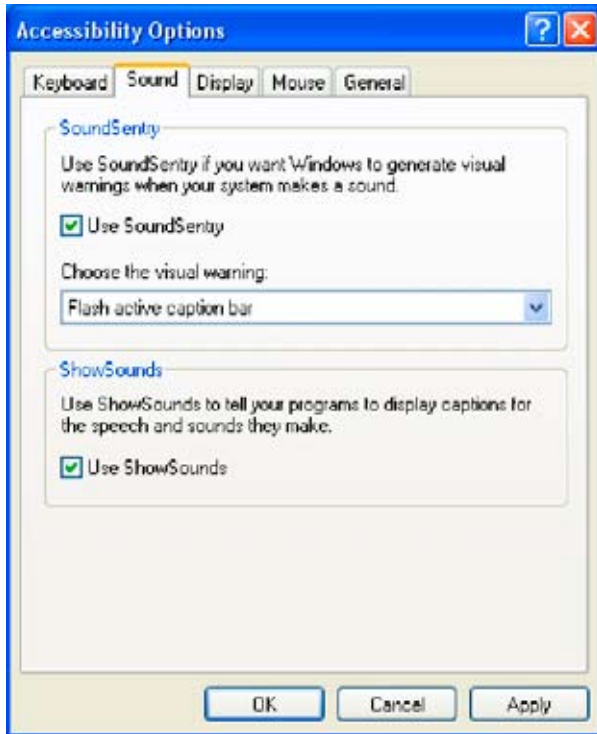 Accessibility Options
Keyboard Sound Display Mouse General
SoundSentry
Use SoundSentry if you want Windows to generate visual
warnings when your system makes a sound.
Use SoundSentry
Choose the visual warning:
Flash active caption bar
ShowSounds
Use ShowSounds to tell your programs to display captions for
the speech and sounds they make.
Use ShowSounds
OK Cancel Apply